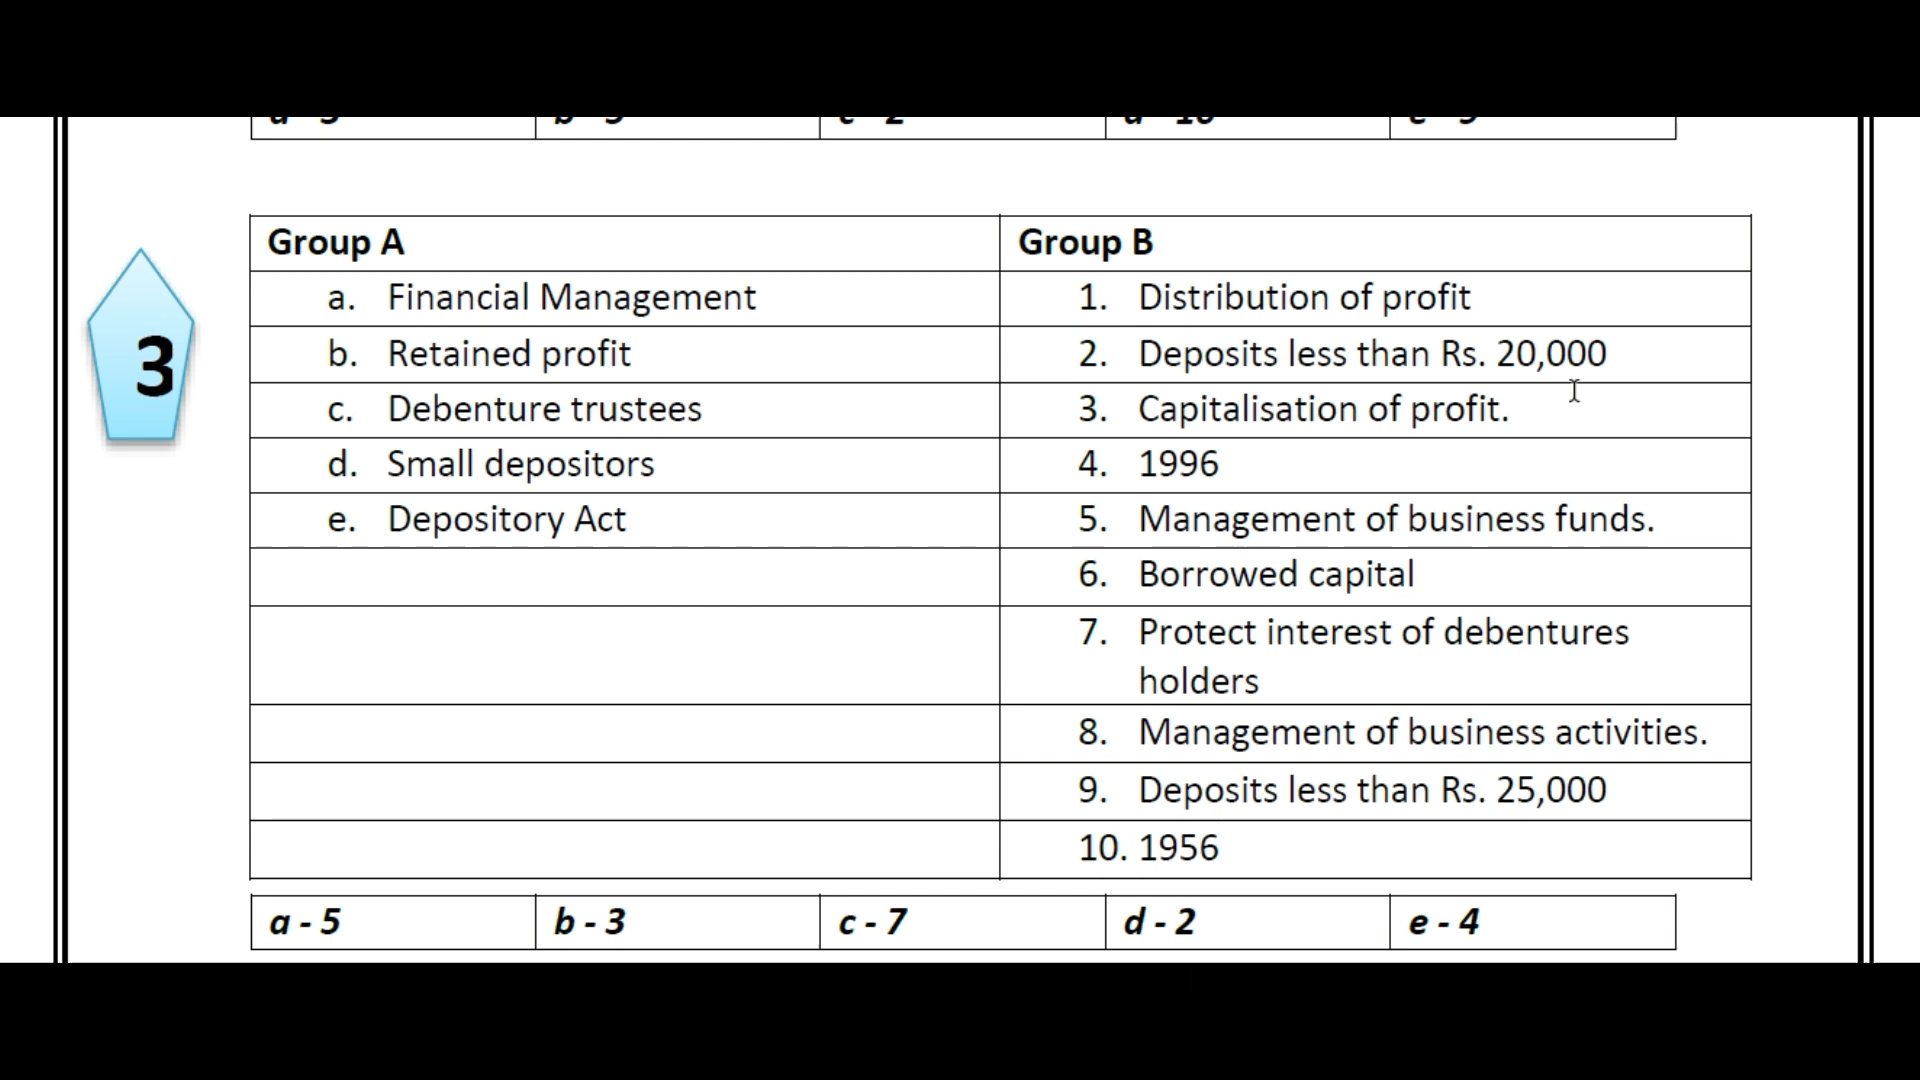 Group A Group B
3
a. Financial Management 1. Distribution of profit
b. Retained profit 2. Deposits less than Rs. 20,000
c. Debenture trustees 3. Capitalisation of profit.
d. Small depositors 4. 1996
e. Depository Act 5. Management of business funds.
6. Borrowed capital
7. Protect interest of debentures
holders
8. Management of business activities.
9. Deposits less than Rs. 25,000
10. 1956
a - 5 b - 3 c - 7 d - 2 e - 4